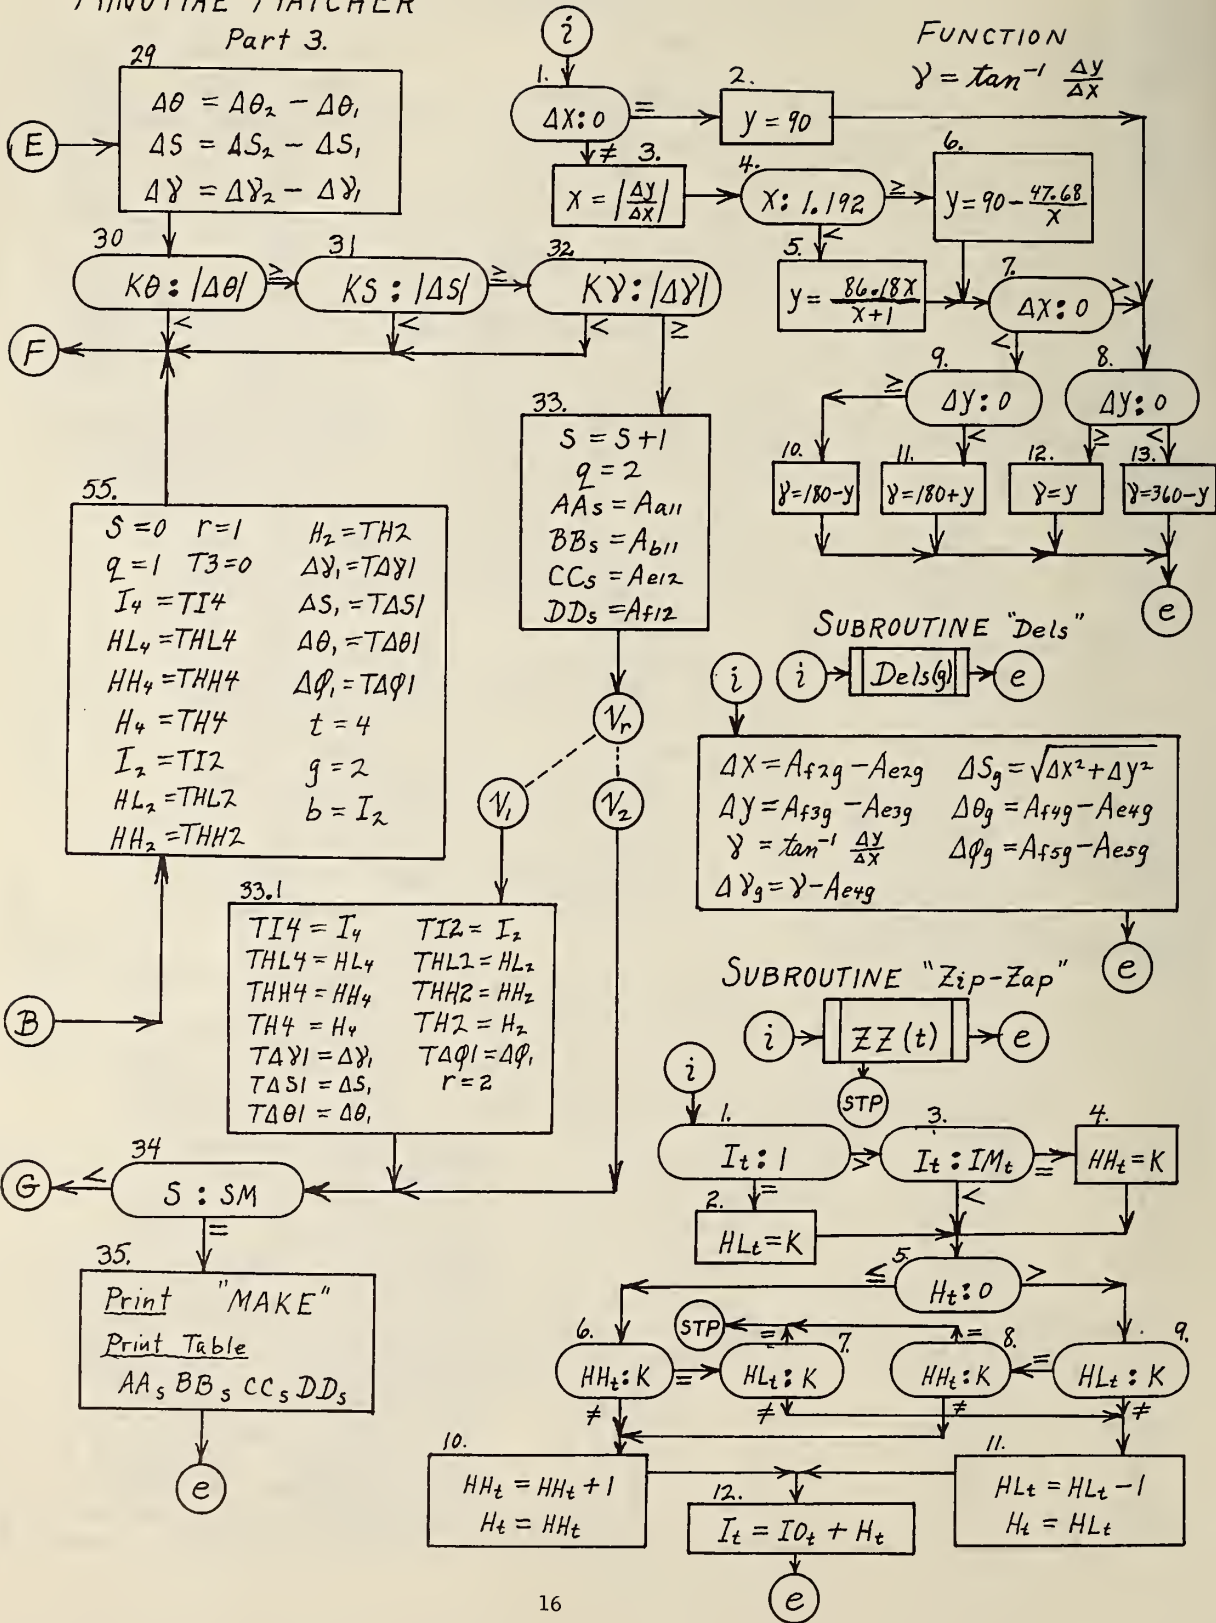 MINUTIAE MATCHER
Part 3.
29
Δθ = Δθ₂ − Δθ₁
ΔS = ΔS₂ − ΔS₁
Δγ = Δγ₂ − Δγ₁
E
30
Kθ : |Δθ|
≥
<
31
KS : |ΔS|
≥
<
32
Kγ : |Δγ|
<
≥
F
33.
S = S+1
q = 2
AAs = Aa11
BBs = Ab11
CCs = Ae12
DDs = Af12
55.
S = 0 r = 1
q = 1 T3 = 0
I₄ = TI4
HL₄ = THL4
HH₄ = THH4
H₄ = TH4
I₂ = TI2
HL₂ = THL2
HH₂ = THH2
H₂ = TH2
Δγ₁ = TΔγ1
ΔS₁ = TΔS1
Δθ₁ = TΔθ1
Δφ₁ = TΔφ1
t = 4
g = 2
b = I₂
Vr
V₁
V₂
33.1
TI4 = I₄ TI2 = I₂
THL4 = HL₄ THL2 = HL₂
THH4 = HH₄ THH2 = HH₂
TH4 = H₄ TH2 = H₂
TΔγ1 = Δγ₁ TΔφ1 = Δφ₁
TΔS1 = ΔS₁ r = 2
TΔθ1 = Δθ₁
B
34
S : SM
<
=
G
35.
Print "MAKE"
Print Table
AAs BBs CCs DDs
e
FUNCTION
γ = tan⁻¹ Δy/Δx
i
1.
ΔX : 0
=
≠
2.
y = 90
3.
X = |Δy/Δx|
4.
X : 1.192
≥
<
5.
y = 86.18X/X+1
6.
y = 90 − 47.68/X
7.
ΔX : 0
>
<
8.
ΔY : 0
≥
<
9.
ΔY : 0
≥
<
10.
γ = 180 − y
11.
γ = 180 + y
12.
γ = y
13.
γ = 360 − y
e
SUBROUTINE "Dels"
i
i
Dels(g)
e
ΔX = Af2g − Ae2g ΔSg = √ΔX² + Δy²
Δy = Af3g − Ae3g Δθg = Af4g − Ae4g
γ = tan⁻¹ Δy/Δx Δφg = Af5g − Ae5g
Δγg = γ − Ae4g
e
SUBROUTINE "Zip-Zap"
i
ZZ(t)
e
STP
i
1.
It : 1
>
=
2.
HLt = K
3.
It : IMt
=
<
4.
HHt = K
5.
Ht : 0
≤
>
6.
HHt : K
=
≠
STP
7.
HLt : K
=
≠
8.
HHt : K
=
≠
9.
HLt : K
=
≠
10.
HHt = HHt + 1
Ht = HHt
11.
HLt = HLt − 1
Ht = HLt
12.
It = IOt + Ht
e
16